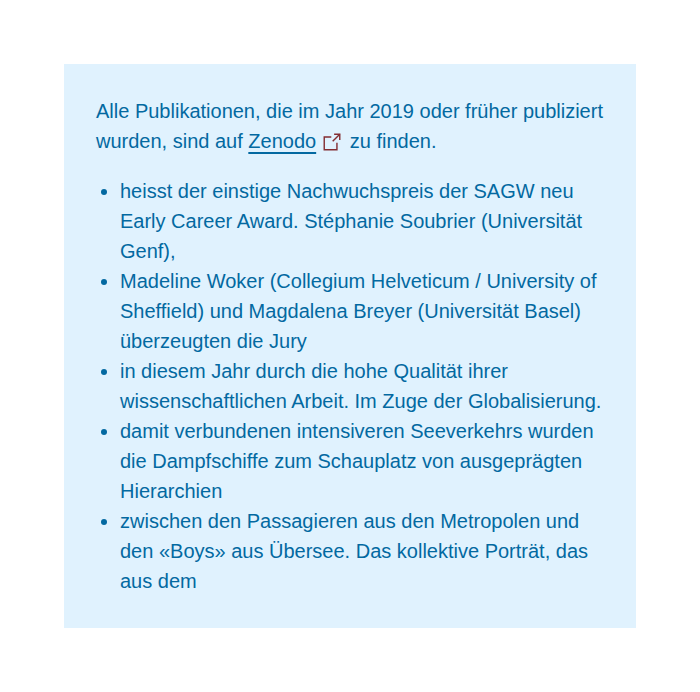 Alle Publikationen, die im Jahr 2019 oder früher publiziert
wurden, sind auf Zenodo zu finden.
heisst der einstige Nachwuchspreis der SAGW neu
Early Career Award. Stéphanie Soubrier (Universität
Genf),
Madeline Woker (Collegium Helveticum / University of
Sheffield) und Magdalena Breyer (Universität Basel)
überzeugten die Jury
in diesem Jahr durch die hohe Qualität ihrer
wissenschaftlichen Arbeit. Im Zuge der Globalisierung.
damit verbundenen intensiveren Seeverkehrs wurden
die Dampfschiffe zum Schauplatz von ausgeprägten
Hierarchien
zwischen den Passagieren aus den Metropolen und
den «Boys» aus Übersee. Das kollektive Porträt, das
aus dem